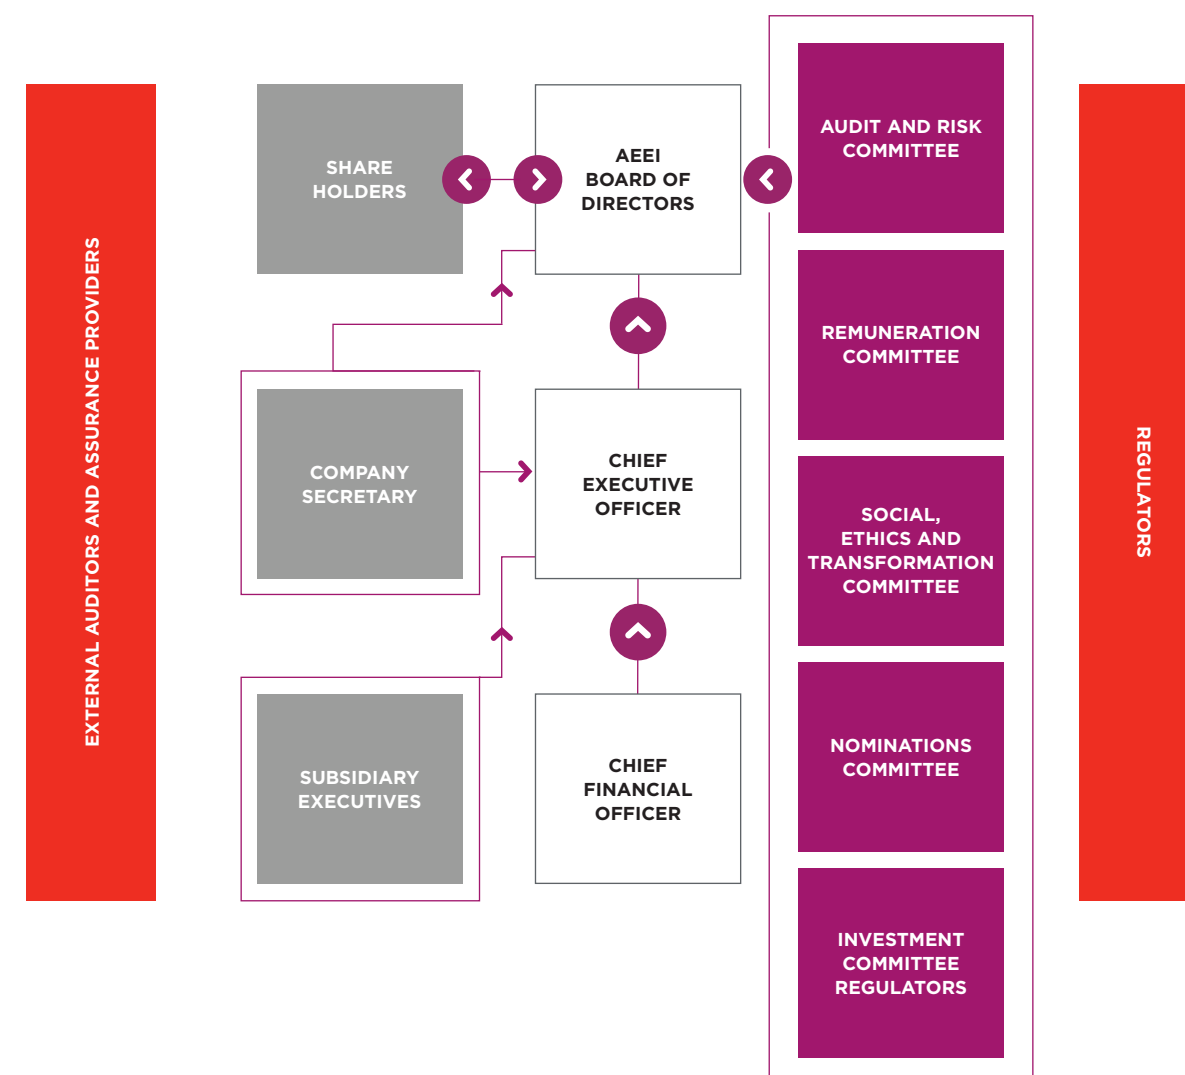 EXTERNAL AUDITORS AND ASSURANCE PROVIDERS
SHARE
HOLDERS
AEEI
BOARD OF
DIRECTORS
COMPANY
SECRETARY
CHIEF
EXECUTIVE
OFFICER
SUBSIDIARY
EXECUTIVES
CHIEF
FINANCIAL
OFFICER
AUDIT AND RISK
COMMITTEE
REMUNERATION
COMMITTEE
SOCIAL,
ETHICS AND
TRANSFORMATION
COMMITTEE
NOMINATIONS
COMMITTEE
INVESTMENT
COMMITTEE
REGULATORS
REGULATORS